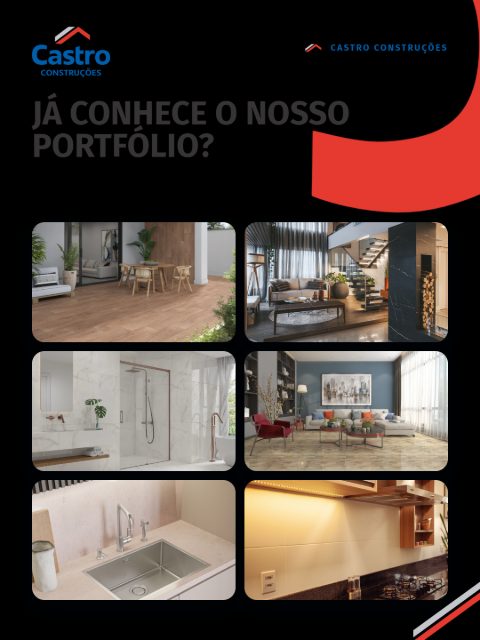 Castro
CONSTRUÇÕES
CASTRO CONSTRUÇÕES
JÁ CONHECE O NOSSO
PORTFÓLIO?